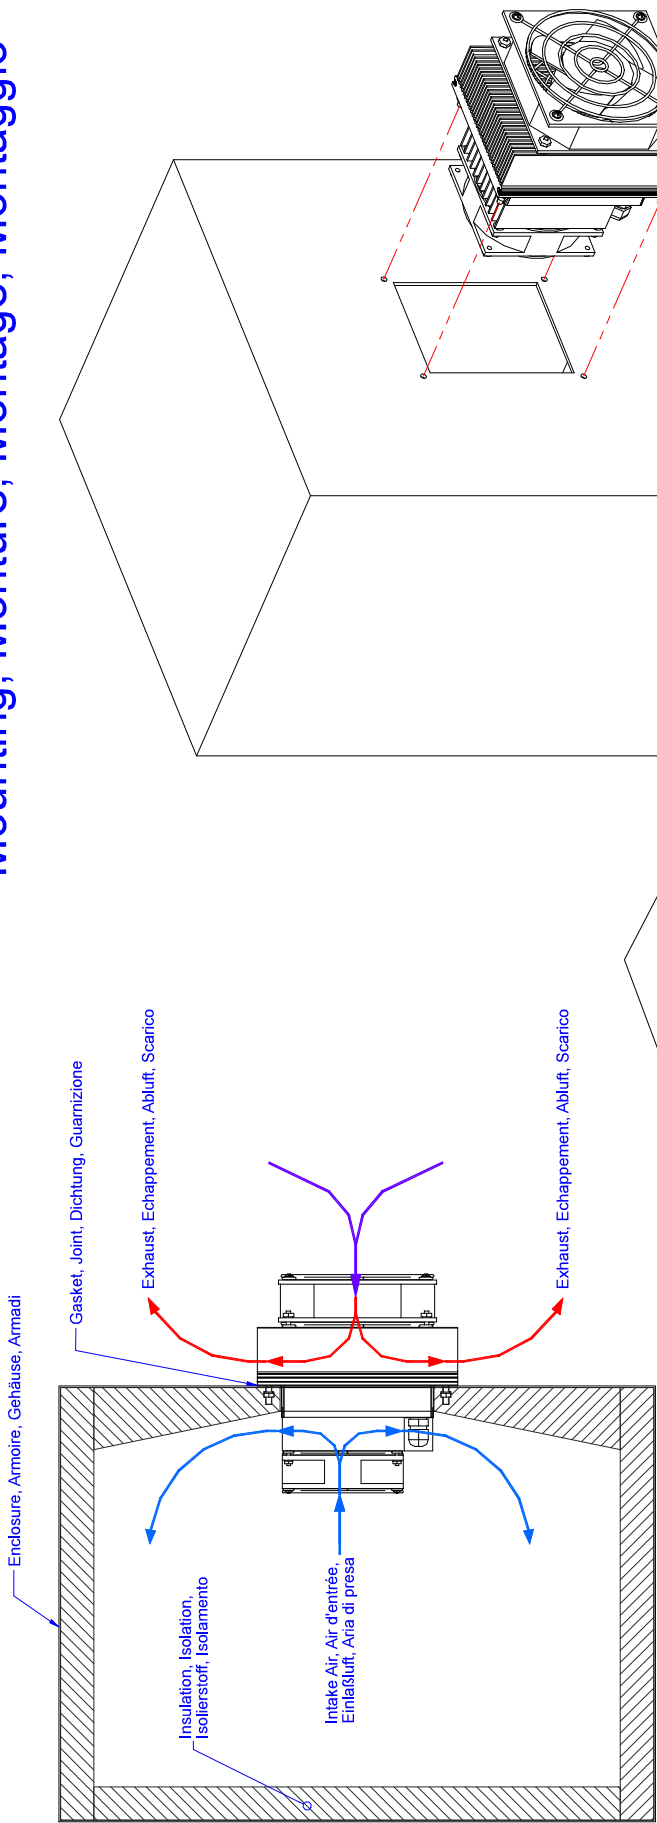 Mounting, Monture, Montage, Montaggio
Enclosure, Armoire, Gehäuse, Armadi
Gasket, Joint, Dichtung, Guarnizione
Exhaust, Echappement, Abluft, Scarico
Insulation, Isolation,
Isolierstoff, Isolamento
Intake Air, Air d'entrée,
Einlaßluft, Aria di presa
Exhaust, Echappement, Abluft, Scarico